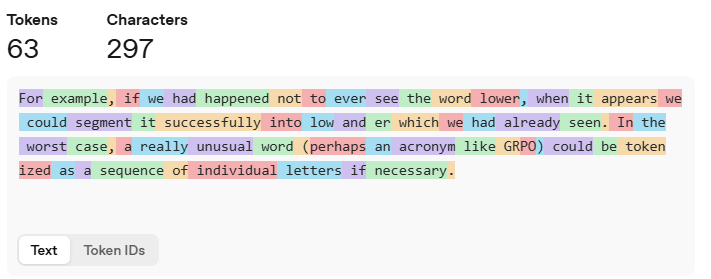 Tokens Characters
63 297
For example, if we had happened not to ever see the word lower, when it appears we
could segment it successfully into low and er which we had already seen. In the
worst case, a really unusual word (perhaps an acronym like GRPO) could be token
ized as a sequence of individual letters if necessary.
Text Token IDs